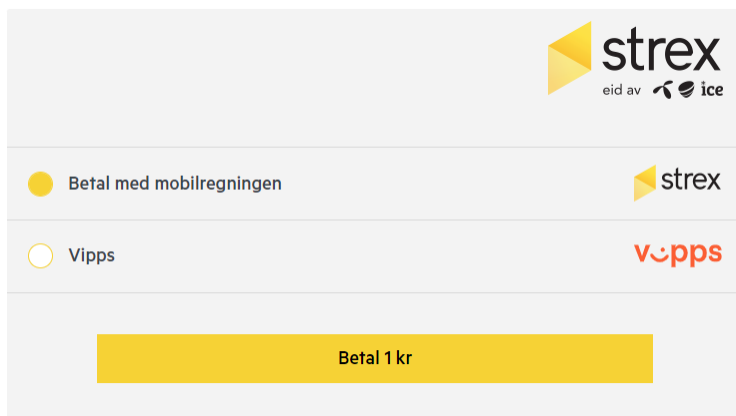 strex
eid av ice
Betal med mobilregningen strex
Vipps vipps
Betal 1 kr